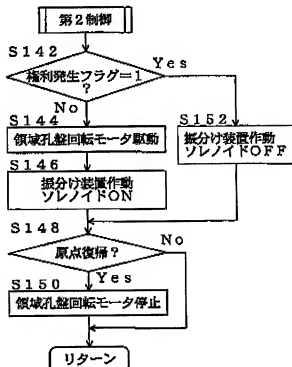 第2制御
S142
権利発生フラグ=1
?
Yes
No
S144
領域孔盤回転モータ駆動
S152
振分け装置作動
ソレノイドOFF
S146
振分け装置作動
ソレノイドON
S148
原点復帰?
No
Yes
S150
領域孔盤回転モータ停止
リターン